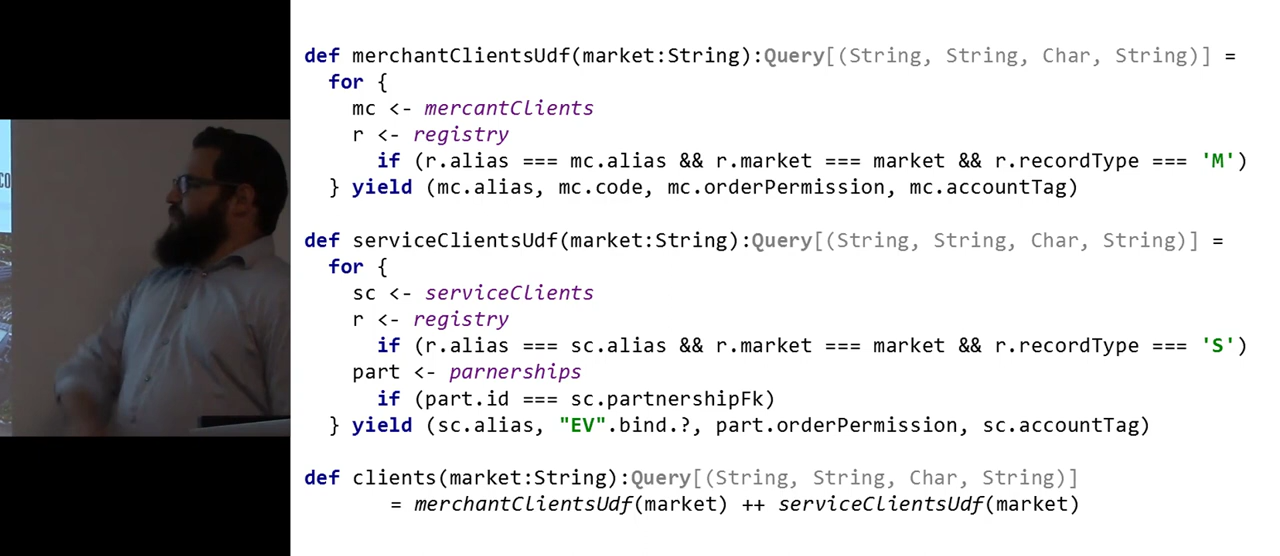 def merchantClientsUdf(market:String):Query[(String, String, Char, String)] =
for {
mc <- mercantClients
r <- registry
if (r.alias === mc.alias && r.market === market && r.recordType === 'M')
} yield (mc.alias, mc.code, mc.orderPermission, mc.accountTag)
def serviceClientsUdf(market:String):Query[(String, String, Char, String)] =
for {
sc <- serviceClients
r <- registry
if (r.alias === sc.alias && r.market === market && r.recordType === 'S')
part <- parnerships
if (part.id === sc.partnershipFk)
} yield (sc.alias, "EV".bind.?, part.orderPermission, sc.accountTag)
def clients(market:String):Query[(String, String, Char, String)]
= merchantClientsUdf(market) ++ serviceClientsUdf(market)